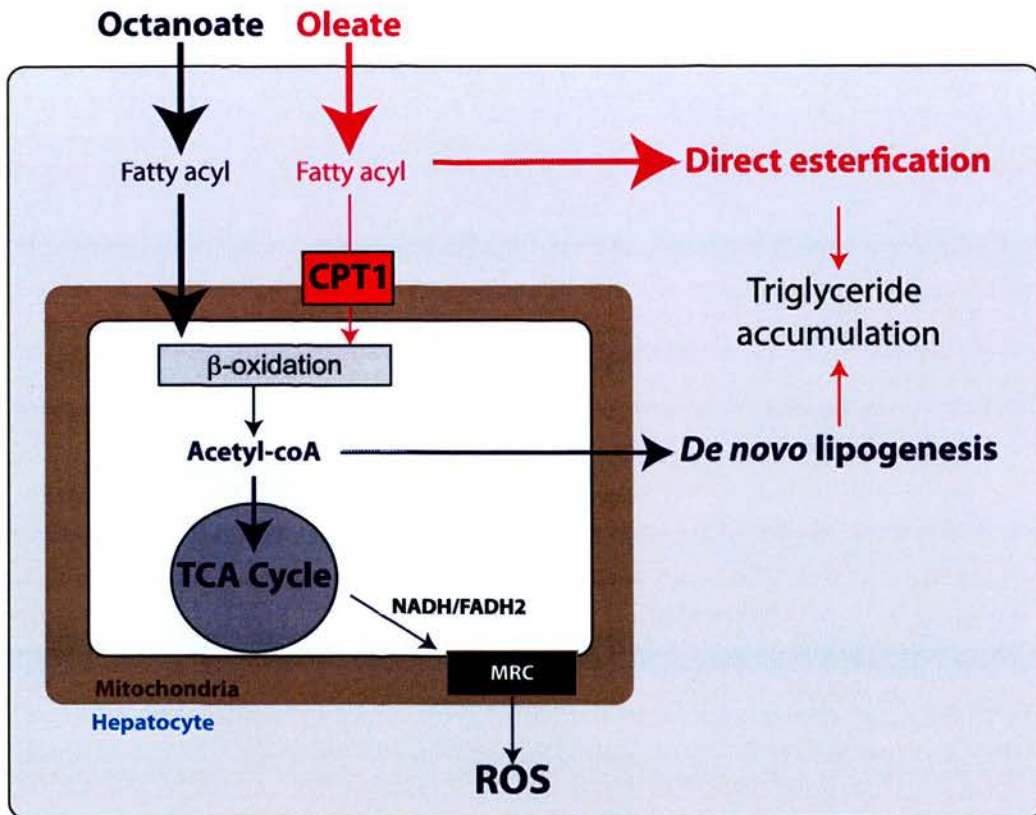 Octanoate Oleate
Fatty acyl Fatty acyl Direct esterfication
CPT1
Triglyceride
accumulation
β-oxidation
Acetyl-coA De novo lipogenesis
TCA Cycle
NADH/FADH2
MRC
Mitochondria
Hepatocyte
ROS